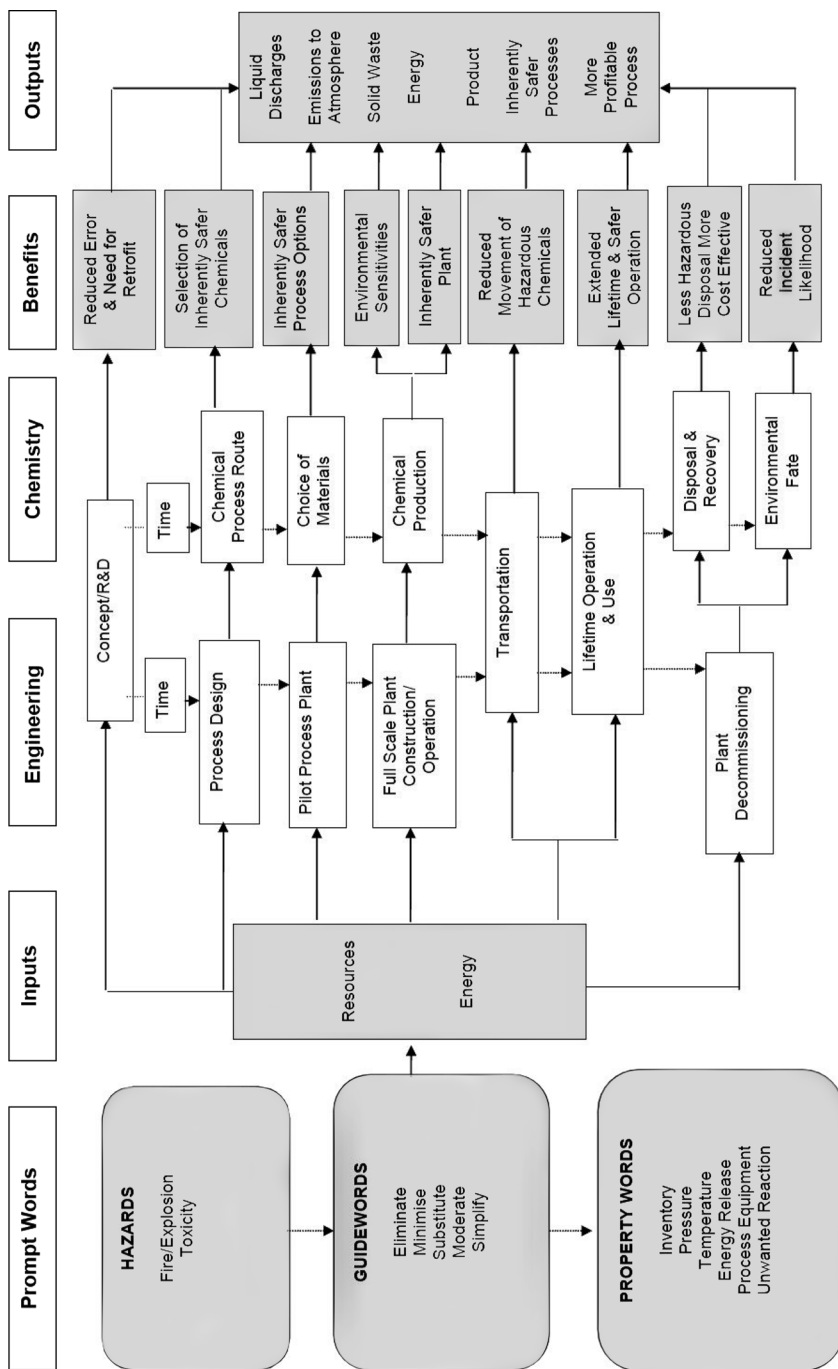 Prompt Words
Inputs
Engineering
Chemistry
Benefits
Outputs
HAZARDS
Fire/Explosion
Toxicity
GUIDEWORDS
Eliminate
Minimise
Substitute
Moderate
Simplify
PROPERTY WORDS
Inventory
Pressure
Temperature
Energy Release
Process Equipment
Unwanted Reaction
Resources
Energy
Concept/R&D
Time
Time
Process Design
Chemical
Process Route
Pilot Process Plant
Choice of
Materials
Full Scale Plant
Construction/
Operation
Chemical
Production
Transportation
Lifetime Operation
& Use
Plant
Decommissioning
Disposal &
Recovery
Environmental
Fate
Reduced Error
& Need for
Retrofit
Selection of
Inherently Safer
Chemicals
Inherently Safer
Process Options
Environmental
Sensitivities
Inherently Safer
Plant
Reduced
Movement of
Hazardous
Chemicals
Extended
Lifetime & Safer
Operation
Less Hazardous
Disposal More
Cost Effective
Reduced
Incident
Likelihood
Liquid
Discharges
Emissions to
Atmosphere
Solid Waste
Energy
Product
Inherently
Safer
Processes
More
Profitable
Process